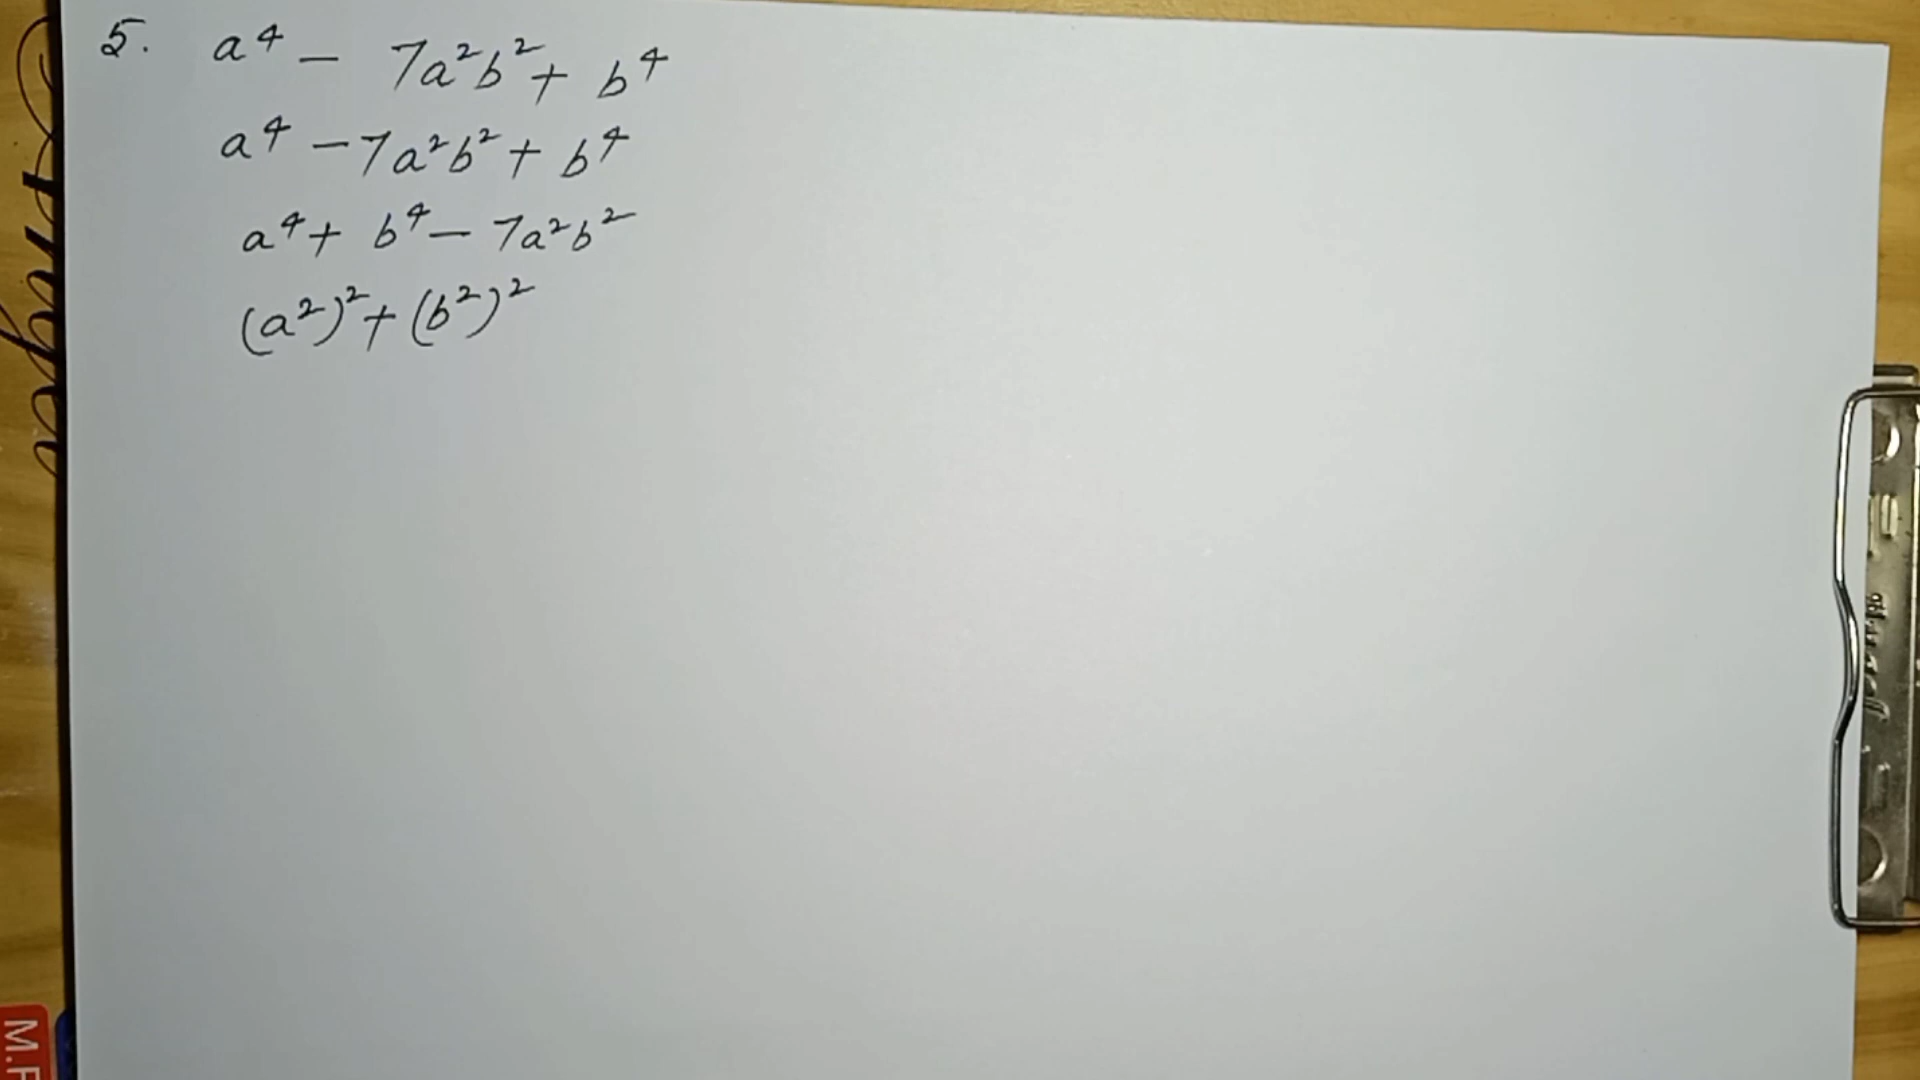 5. a⁴ − 7a²b² + b⁴
a⁴ − 7a²b² + b⁴
a⁴ + b⁴ − 7a²b²
(a²)² + (b²)²